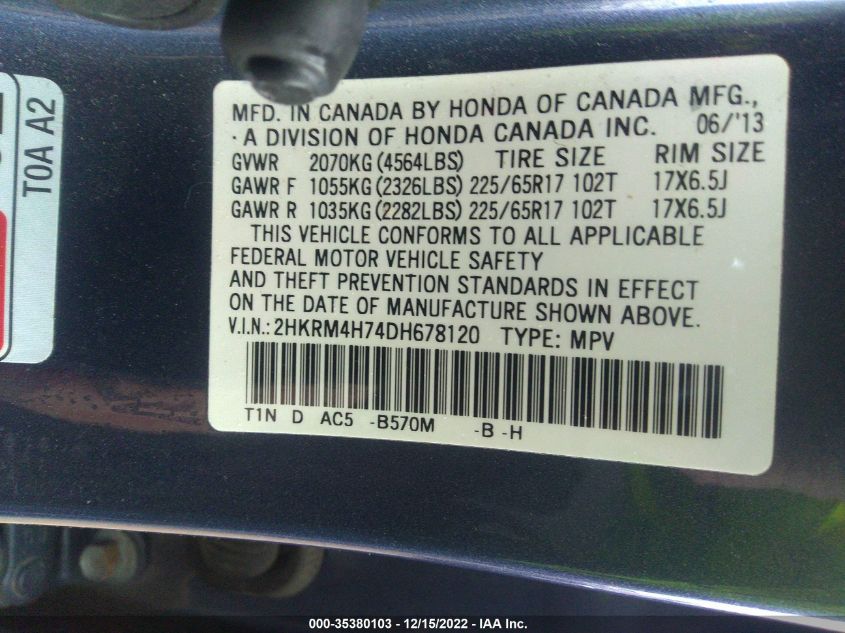 MFD. IN CANADA BY HONDA OF CANADA MFG.,
A DIVISION OF HONDA CANADA INC. 06/'13
GVWR 2070KG (4564LBS) TIRE SIZE RIM SIZE
GAWR F 1055KG (2326LBS) 225/65R17 102T 17X6.5J
GAWR R 1035KG (2282LBS) 225/65R17 102T 17X6.5J
THIS VEHICLE CONFORMS TO ALL APPLICABLE
FEDERAL MOTOR VEHICLE SAFETY
AND THEFT PREVENTION STANDARDS IN EFFECT
ON THE DATE OF MANUFACTURE SHOWN ABOVE.
V.I.N.: 2HKRM4H74DH678120 TYPE: MPV
T1N D AC5 -B570M -B -H
T0A A2
000-35380103 - 12/15/2022 - IAA Inc.